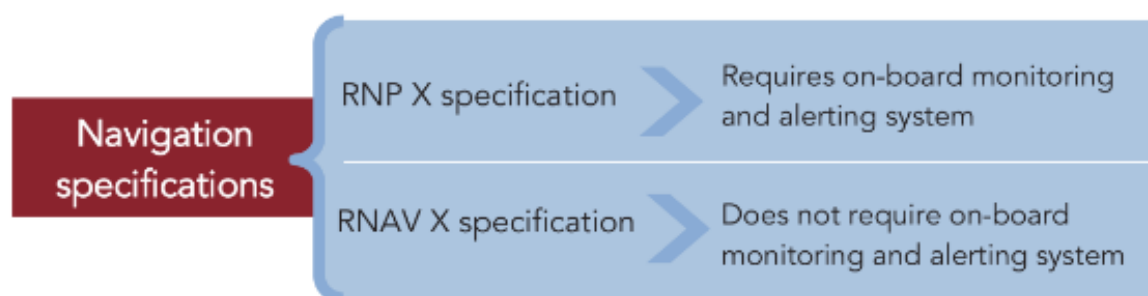 Navigation
specifications
RNP X specification
Requires on-board monitoring
and alerting system
RNAV X specification
Does not require on-board
monitoring and alerting system